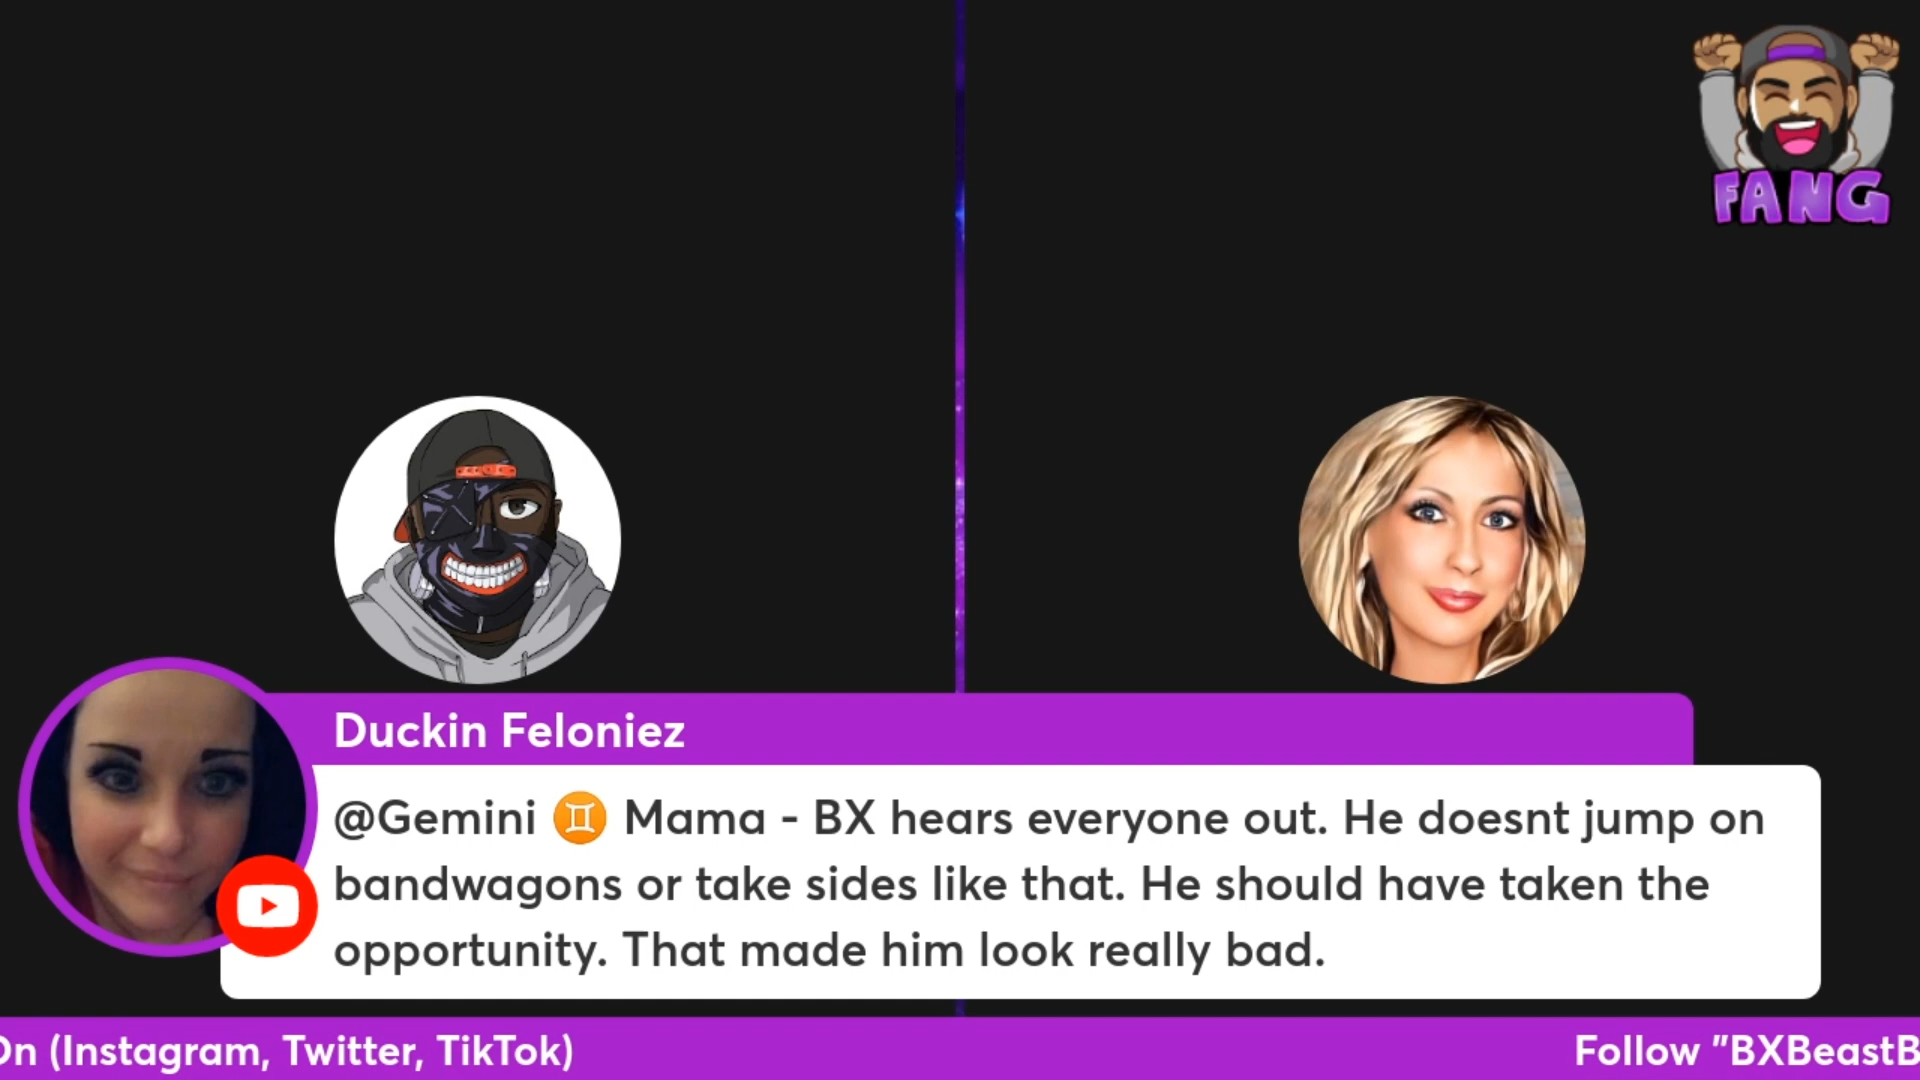 FANG
Duckin Feloniez
@Gemini ♊ Mama - BX hears everyone out. He doesnt jump on
bandwagons or take sides like that. He should have taken the
opportunity. That made him look really bad.
On (Instagram, Twitter, TikTok)
Follow "BXBeastB